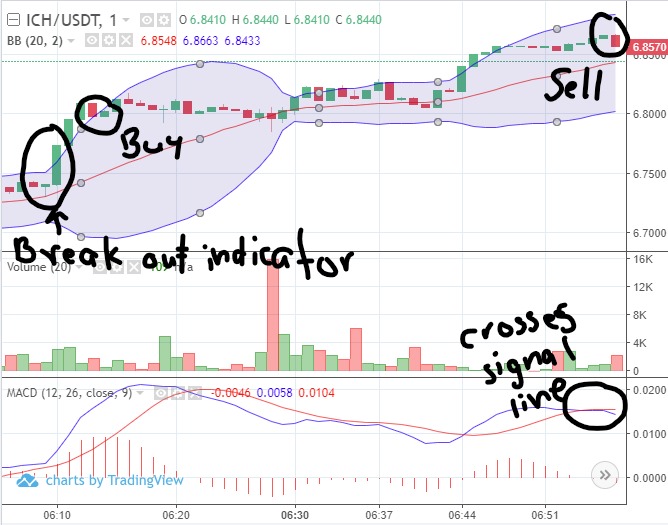 ICH/USDT, 1 O 6.8410 H 6.8440 L 6.8410 C 6.8440
BB (20, 2) 6.8548 6.8663 6.8433
6.8570
Sell
6.8000
Buy
6.7500
6.7000
Break out indicator
Volume (20) n/a
16K
12K
8K
4K
0
crosses
signal
line
MACD (12, 26, close, 9) -0.0046 0.0058 0.0104
0.0200
0.0100
0.0000
charts by TradingView
06:10 06:20 06:30 06:37 06:44 06:51